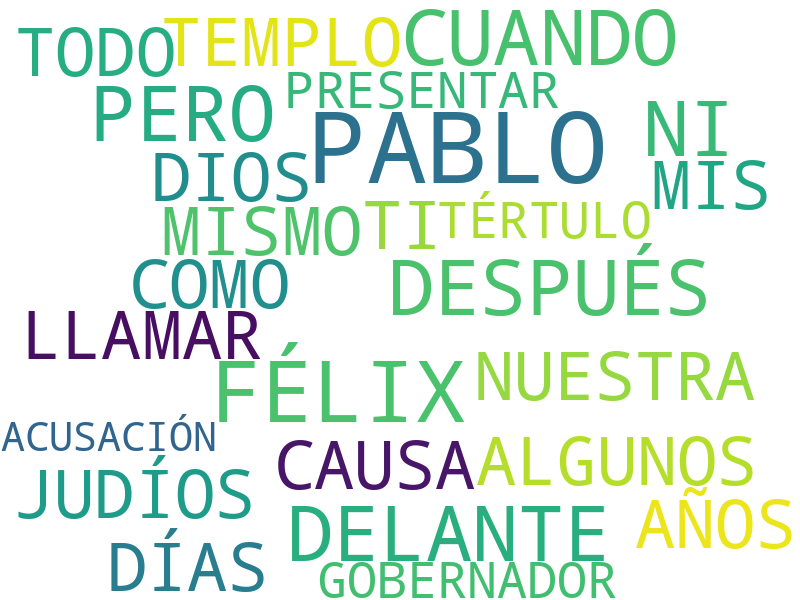 TODO TEMPLO CUANDO
PRESENTAR
PERO PABLO NI
DIOS MIS
MISMO TI TÉRTULO
COMO DESPUÉS
LLAMAR
FÉLIX NUESTRA
ACUSACIÓN CAUSA ALGUNOS
JUDÍOS AÑOS
DELANTE
DÍAS GOBERNADOR